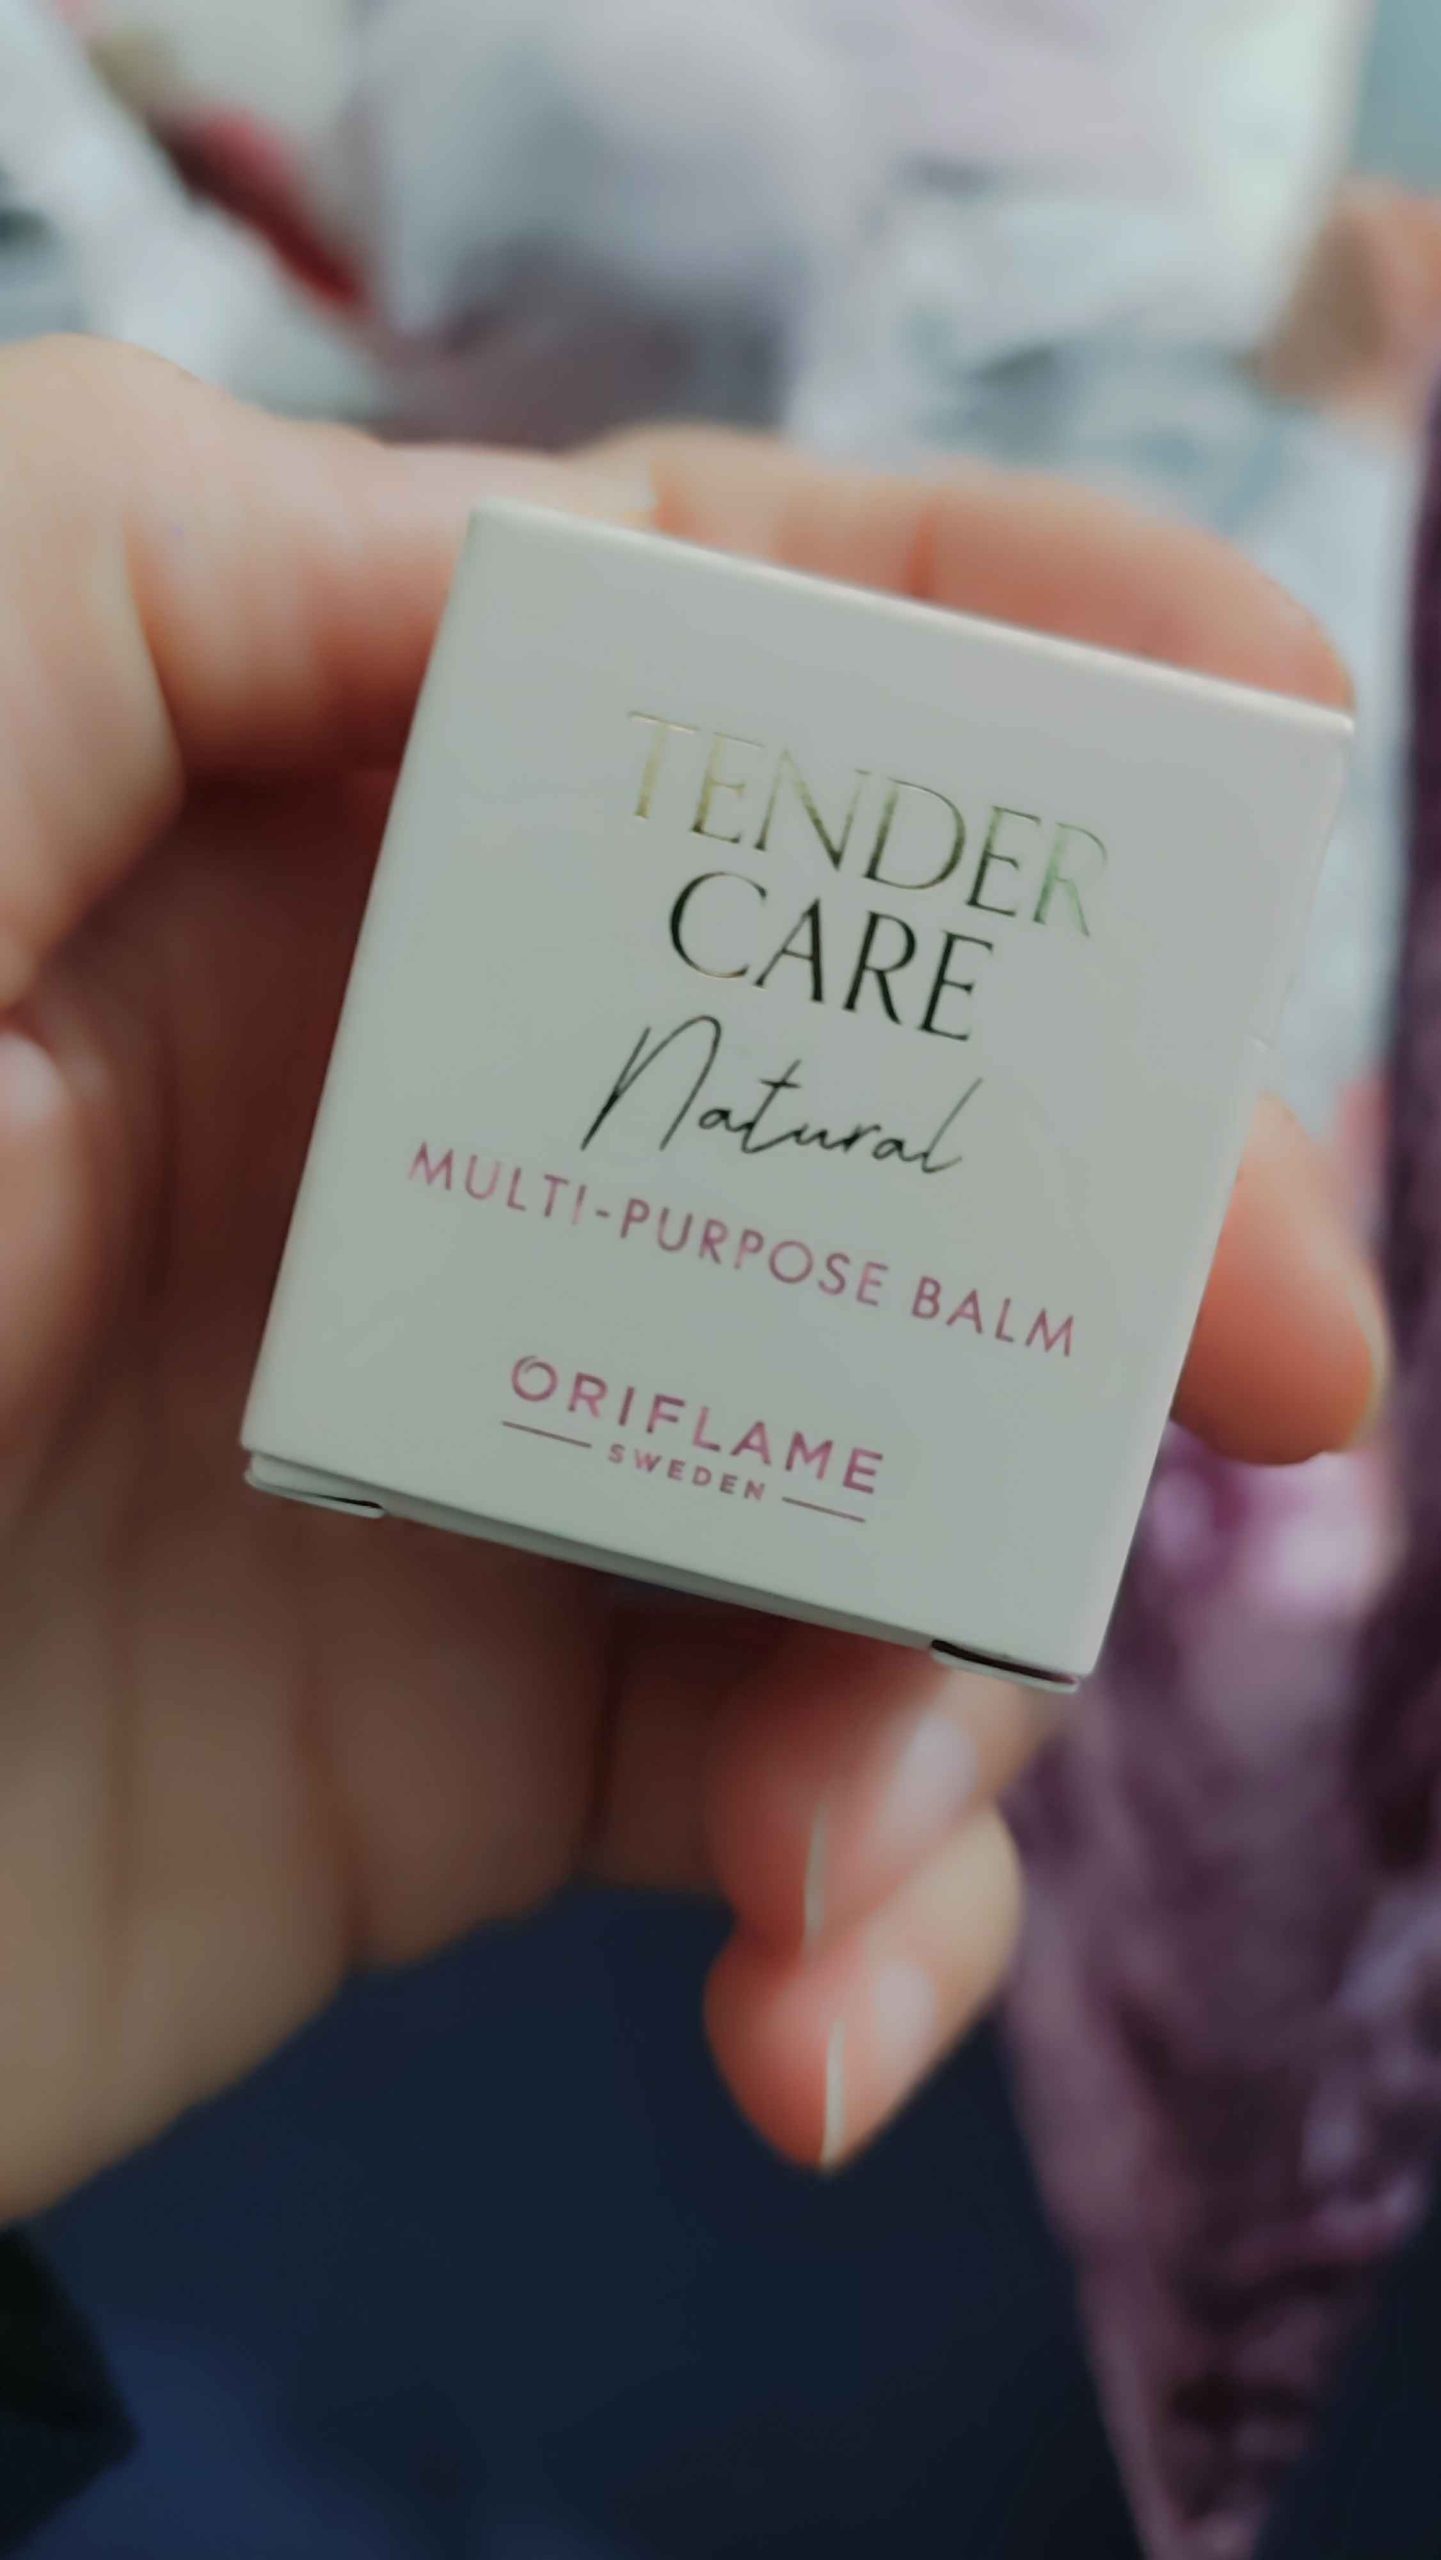 TENDER
CARE
Natural
MULTI-PURPOSE BALM
ORIFLAME
SWEDEN